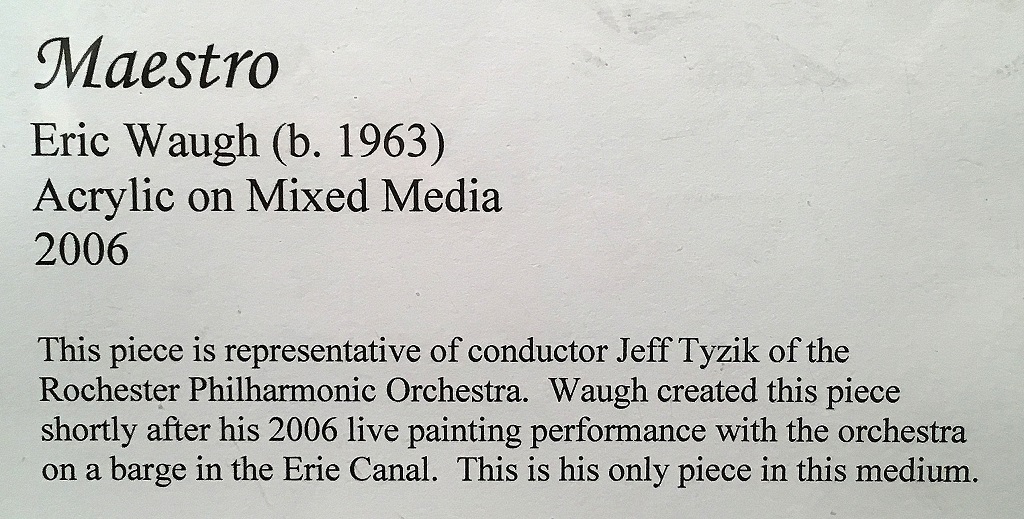 Maestro
Eric Waugh (b. 1963)
Acrylic on Mixed Media
2006
This piece is representative of conductor Jeff Tyzik of the
Rochester Philharmonic Orchestra.  Waugh created this piece
shortly after his 2006 live painting performance with the orchestra
on a barge in the Erie Canal.  This is his only piece in this medium.